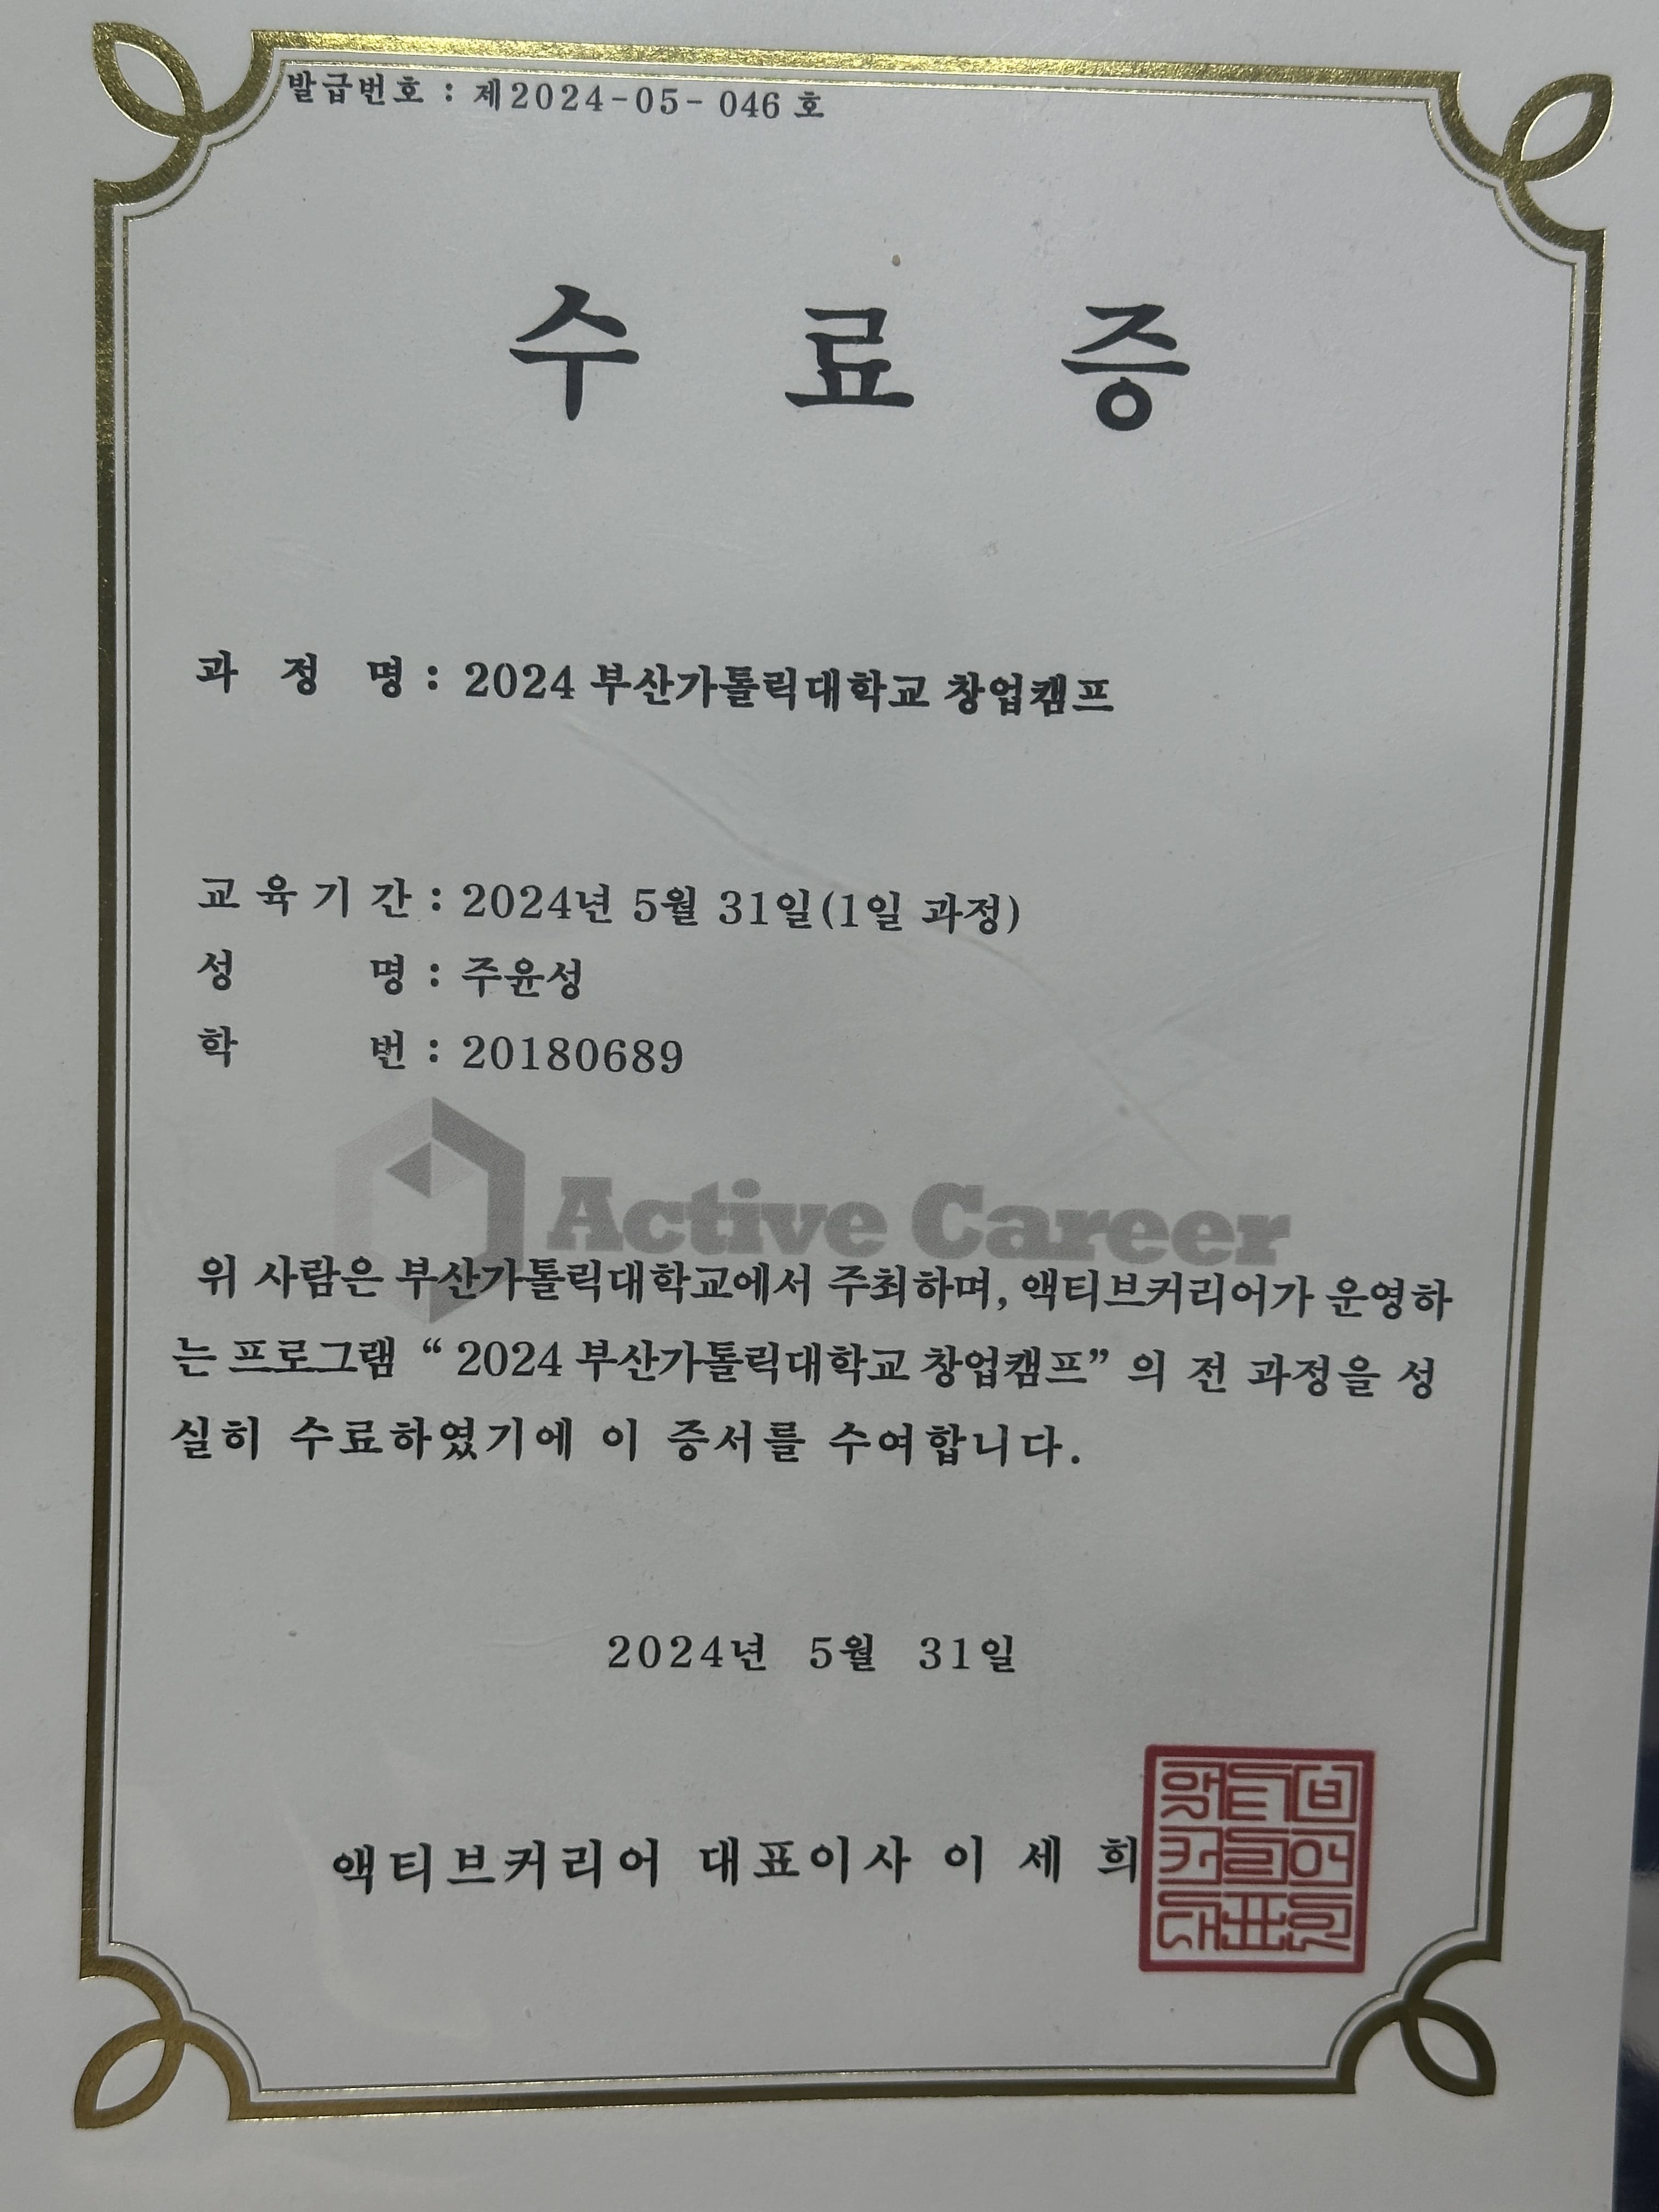 발급번호 : 제2024-05- 046 호
수 료 증
과 정 명 : 2024 부산가톨릭대학교 창업캠프
교 육 기 간 : 2024년 5월 31일(1일 과정)
성 명 : 주윤성
학 번 : 20180689
Active Career
위 사람은 부산가톨릭대학교에서 주최하며, 액티브커리어가 운영하
는 프로그램 “ 2024 부산가톨릭대학교 창업캠프” 의 전 과정을 성
실히 수료하였기에 이 증서를 수여합니다.
2024년 5월 31일
액티브커리어 대표이사 이 세 희
액티브
커리어
대표인